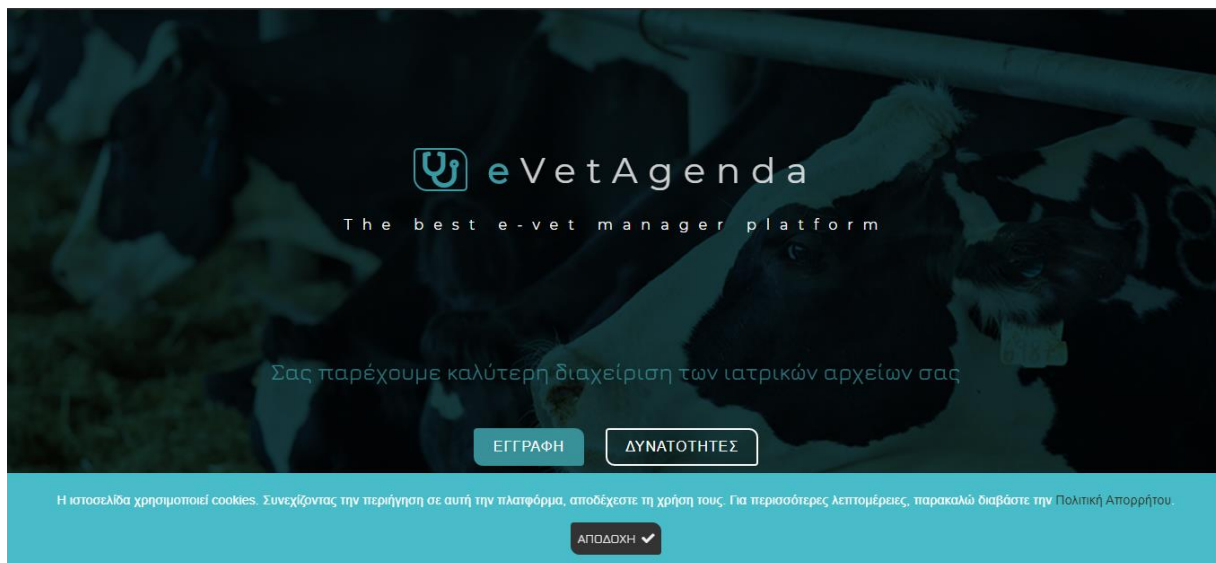 eVetAgenda
The best e-vet manager platform
Σας παρέχουμε καλύτερη διαχείριση των ιατρικών αρχείων σας
ΕΓΓΡΑΦΗ
ΔΥΝΑΤΟΤΗΤΕΣ
Η ιστοσελίδα χρησιμοποιεί cookies. Συνεχίζοντας την περιήγηση σε αυτή την πλατφόρμα, αποδέχεστε τη χρήση τους. Για περισσότερες λεπτομέρειες, παρακαλώ διαβάστε την Πολιτική Απορρήτου.
ΑΠΟΔΟΧΗ